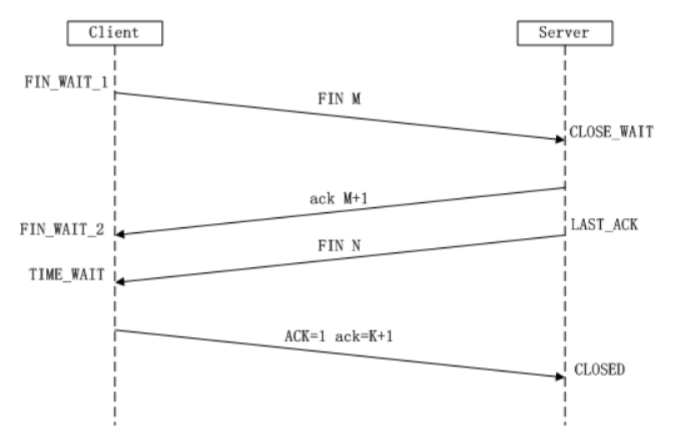 Client
Server
FIN_WAIT_1
FIN M
CLOSE_WAIT
ack M+1
FIN_WAIT_2
LAST_ACK
FIN N
TIME_WAIT
ACK=1 ack=K+1
CLOSED